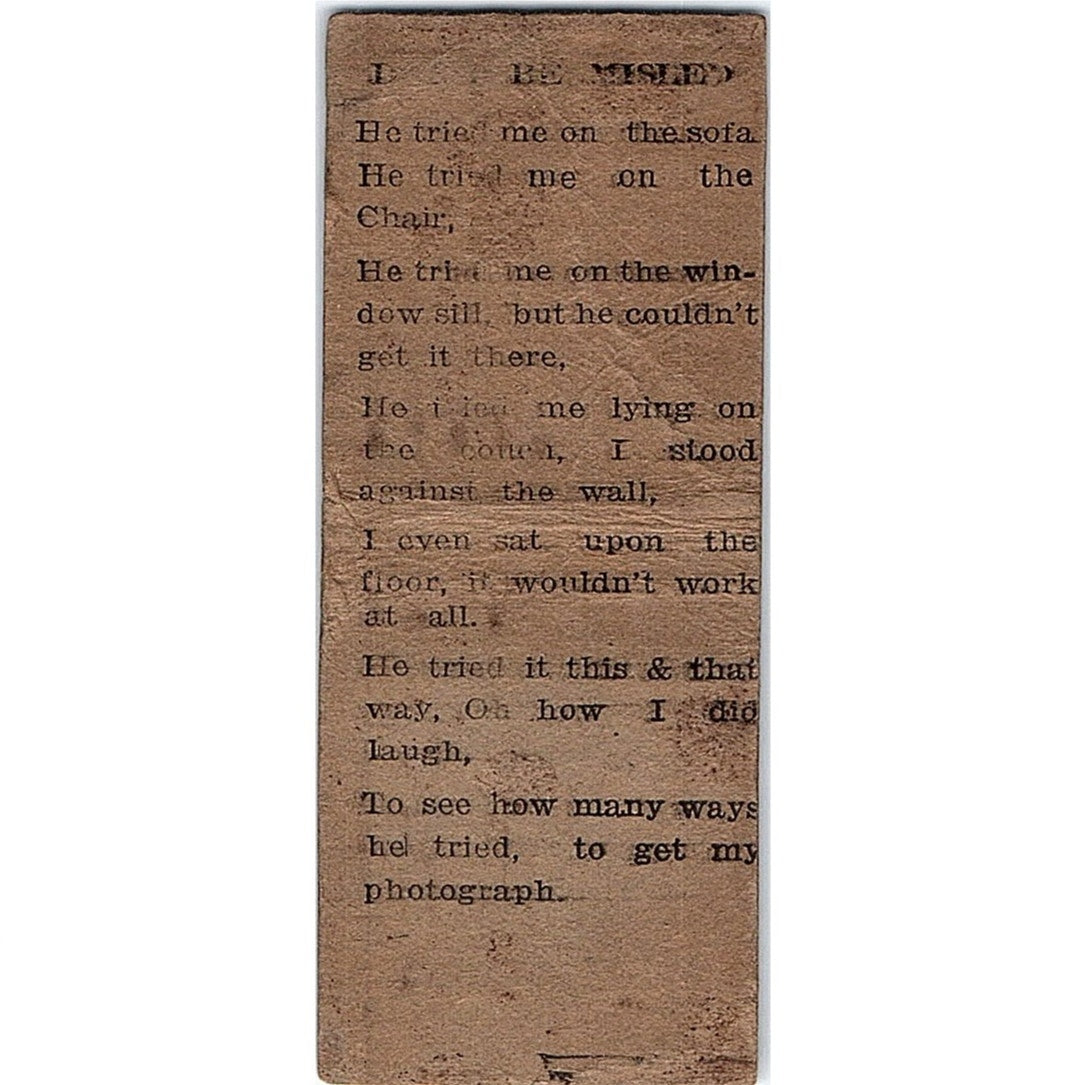 BE MISLED
He tried me on the sofa
He tried me on the
Chair,
He tried me on the win-
dow sill, but he couldn't
get it there,
He tried me lying on
the couch, I stood
against the wall,
I even sat upon the
floor, it wouldn't work
at all.
He tried it this & that
way, Oh how I did
laugh,
To see how many ways
he tried, to get my
photograph.